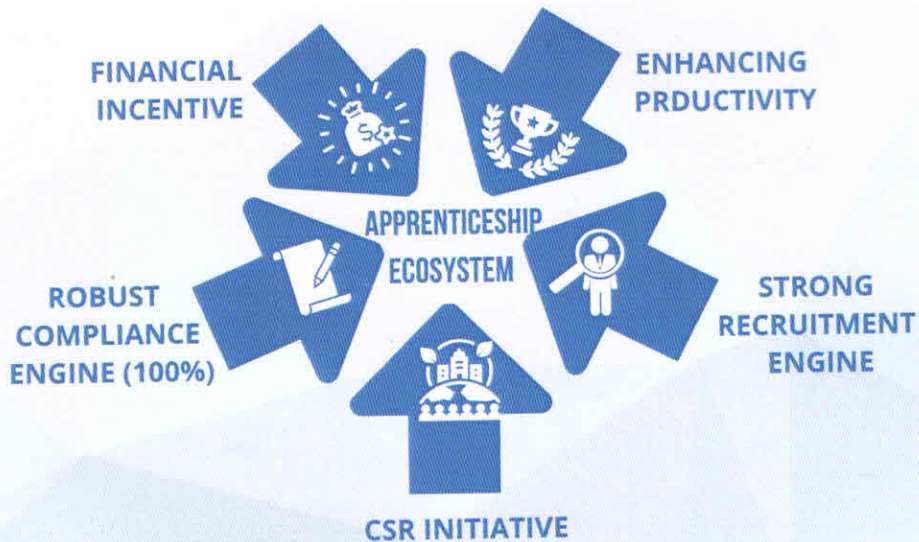 FINANCIAL
INCENTIVE
ENHANCING
PRDUCTIVITY
APPRENTICESHIP
ECOSYSTEM
ROBUST
COMPLIANCE
ENGINE (100%)
STRONG
RECRUITMENT
ENGINE
CSR INITIATIVE